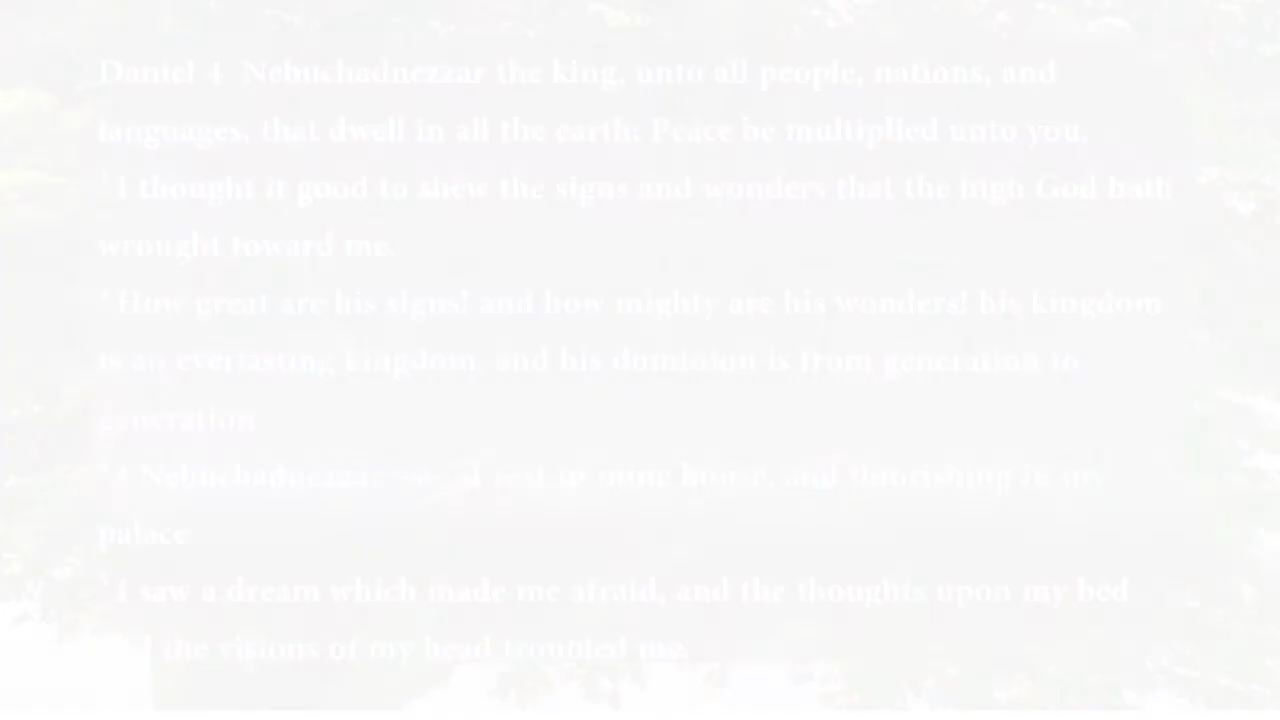 Daniel 4 Nebuchadnezzar the king, unto all people, nations, and
languages, that dwell in all the earth; Peace be multiplied unto you.
I thought it good to shew the signs and wonders that the high God hath
wrought toward me.
How great are his signs! and how mighty are his wonders! his kingdom
is an everlasting kingdom, and his dominion is from generation to
generation
I Nebuchadnezzar rest in mine house, and flourishing in my
palace
I saw a dream which made me afraid, and the thoughts upon my bed
the visions of my head troubled me.